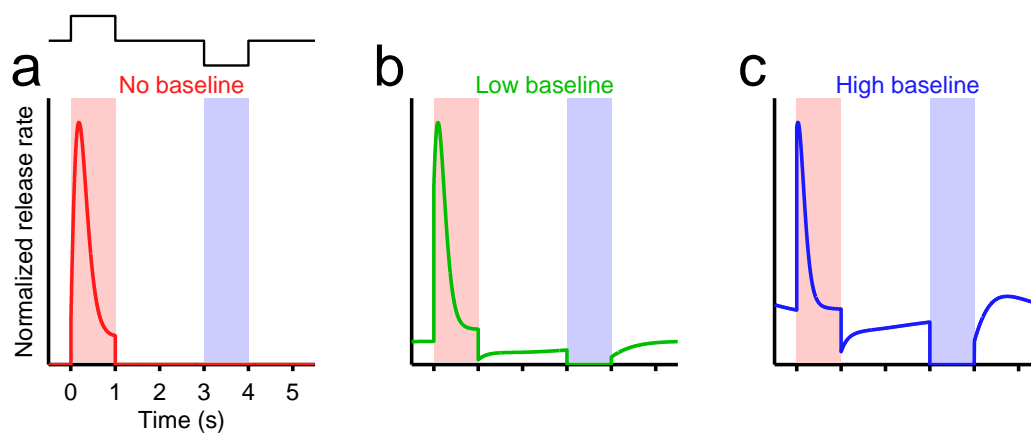 a
b
c
No baseline
Low baseline
High baseline
Normalized release rate
0 1 2 3 4 5
Time (s)